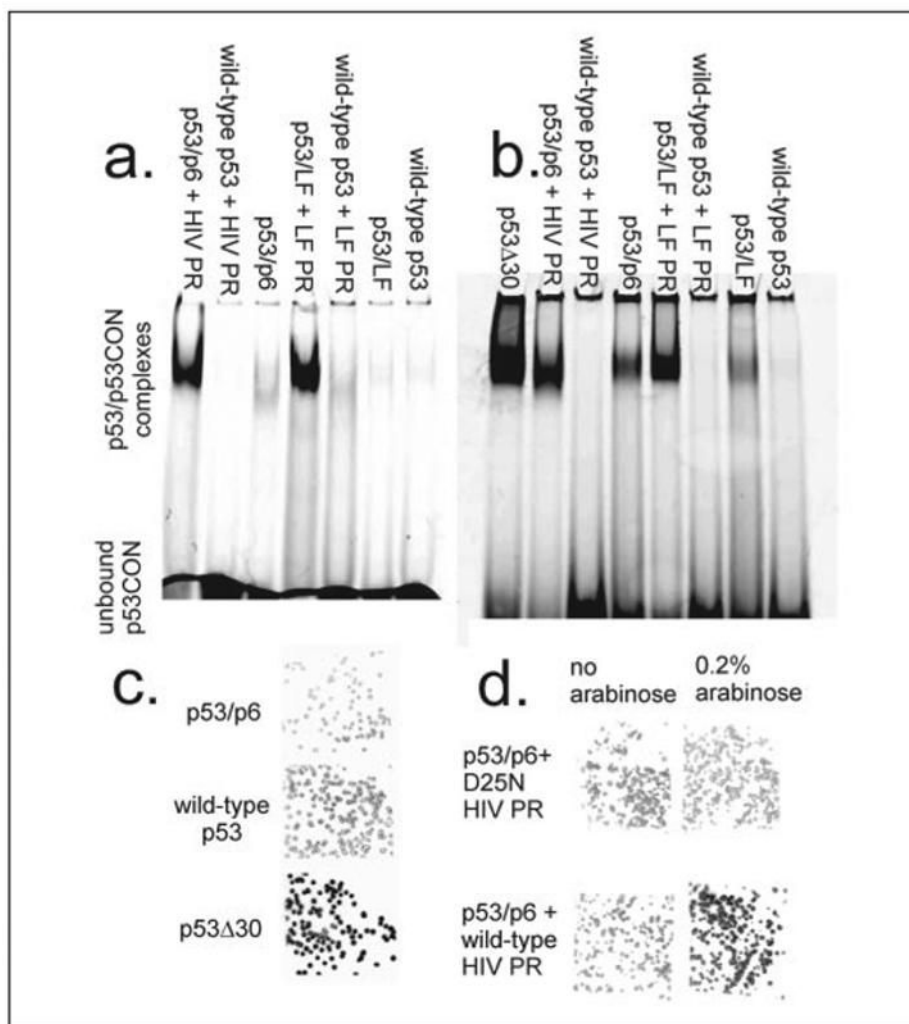 a.
p53/p6 + HIV PR
wild-type p53 + HIV PR
p53/p6
p53/LF + LF PR
wild-type p53 + LF PR
p53/LF
wild-type p53
b.
p53Δ30
p53/p6 + HIV PR
wild-type p53 + HIV PR
p53/p6
p53/LF + LF PR
wild-type p53 + LF PR
p53/LF
wild-type p53
p53/p53CON
complexes
unbound
p53CON
c.
p53/p6
wild-type
p53
p53Δ30
d.
no
arabinose
0.2%
arabinose
p53/p6+
D25N
HIV PR
p53/p6 +
wild-type
HIV PR